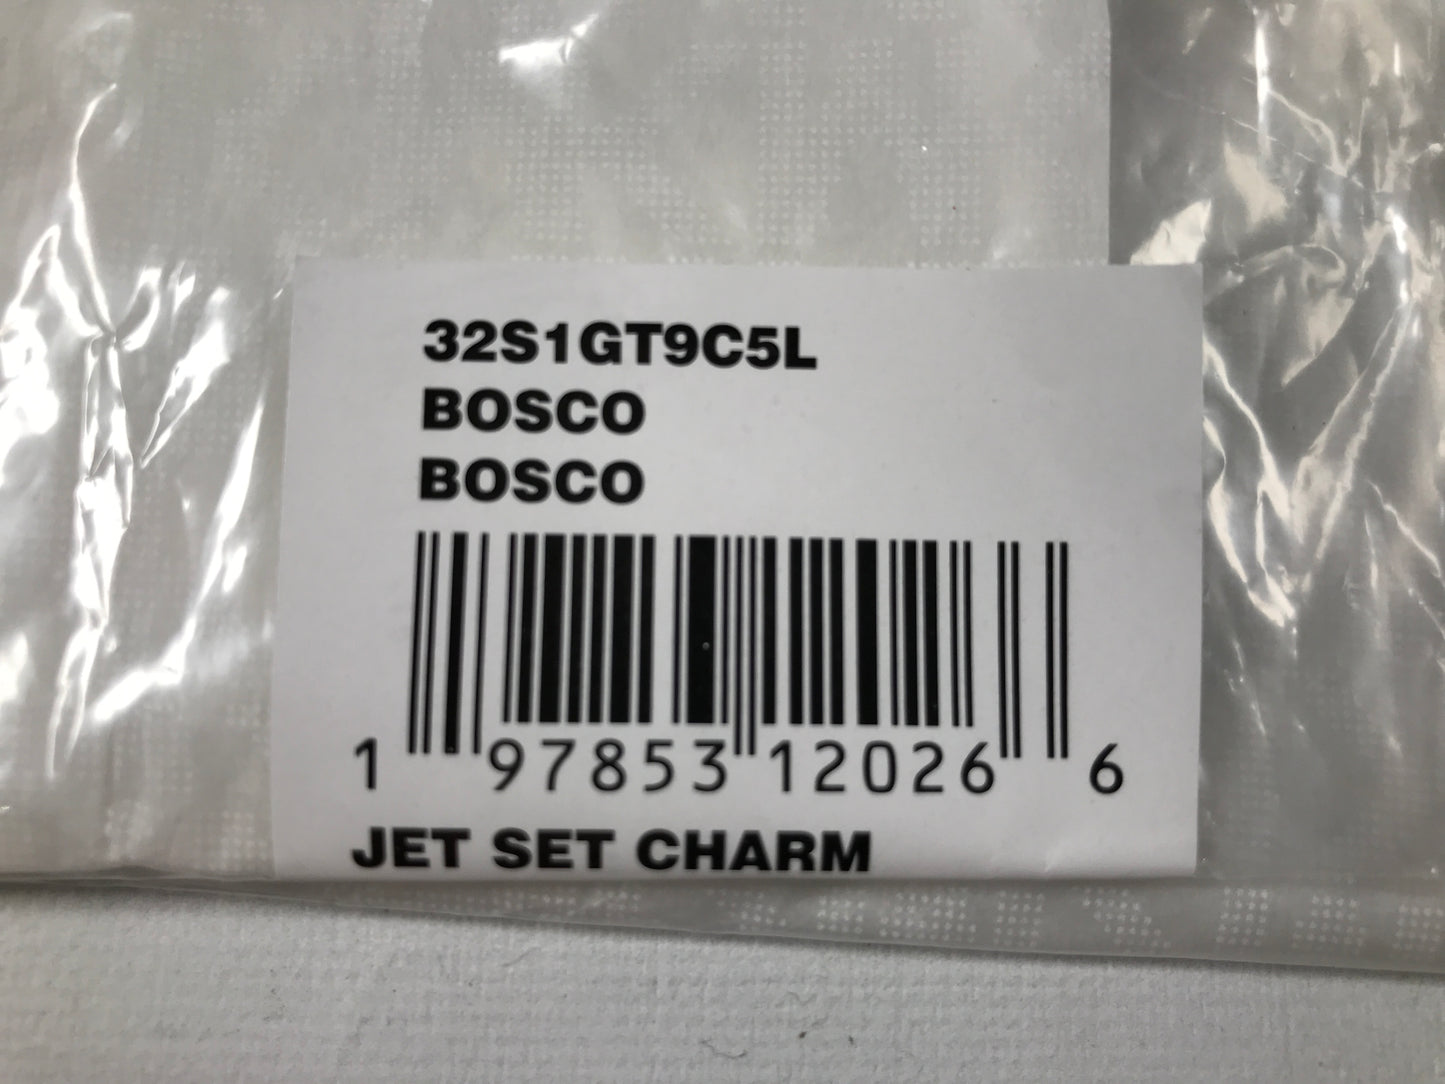 32S1GT9C5L
BOSCO
BOSCO
1 97853 12026 6
JET SET CHARM